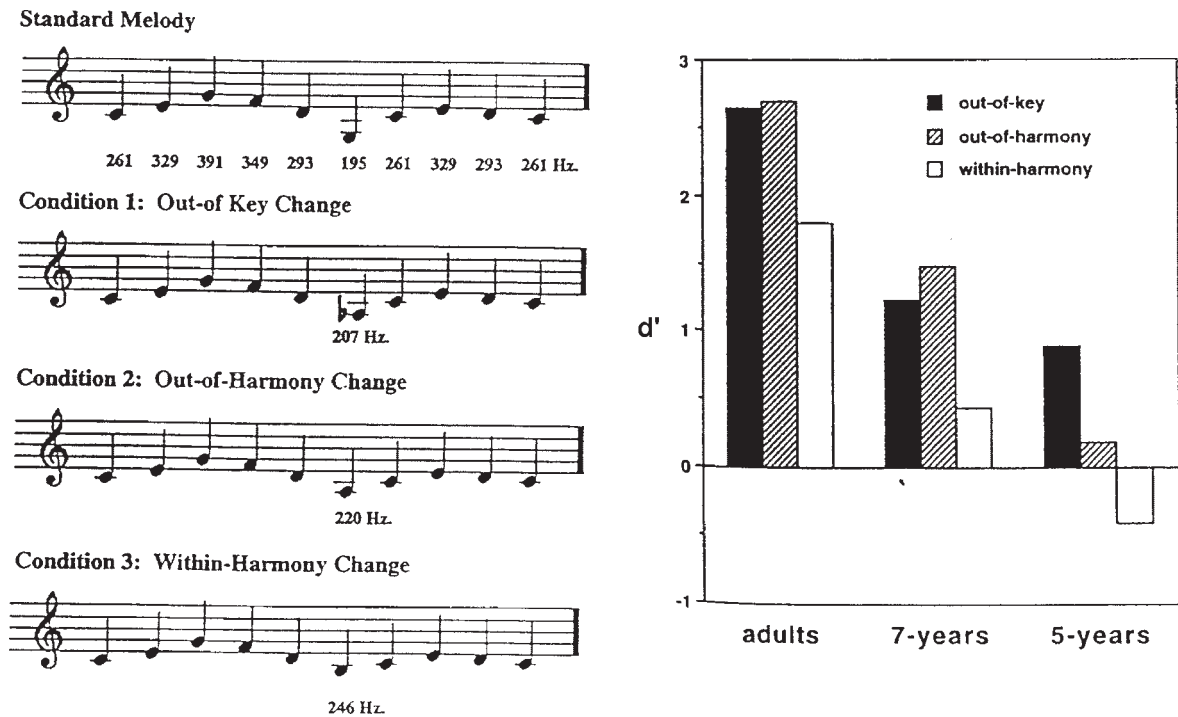 Standard Melody
261 329 391 349 293 195 261 329 293 261 Hz.
Condition 1: Out-of Key Change
207 Hz.
Condition 2: Out-of-Harmony Change
220 Hz.
Condition 3: Within-Harmony Change
246 Hz.
3
2
1
0
-1
d'
out-of-key
out-of-harmony
within-harmony
adults 7-years 5-years